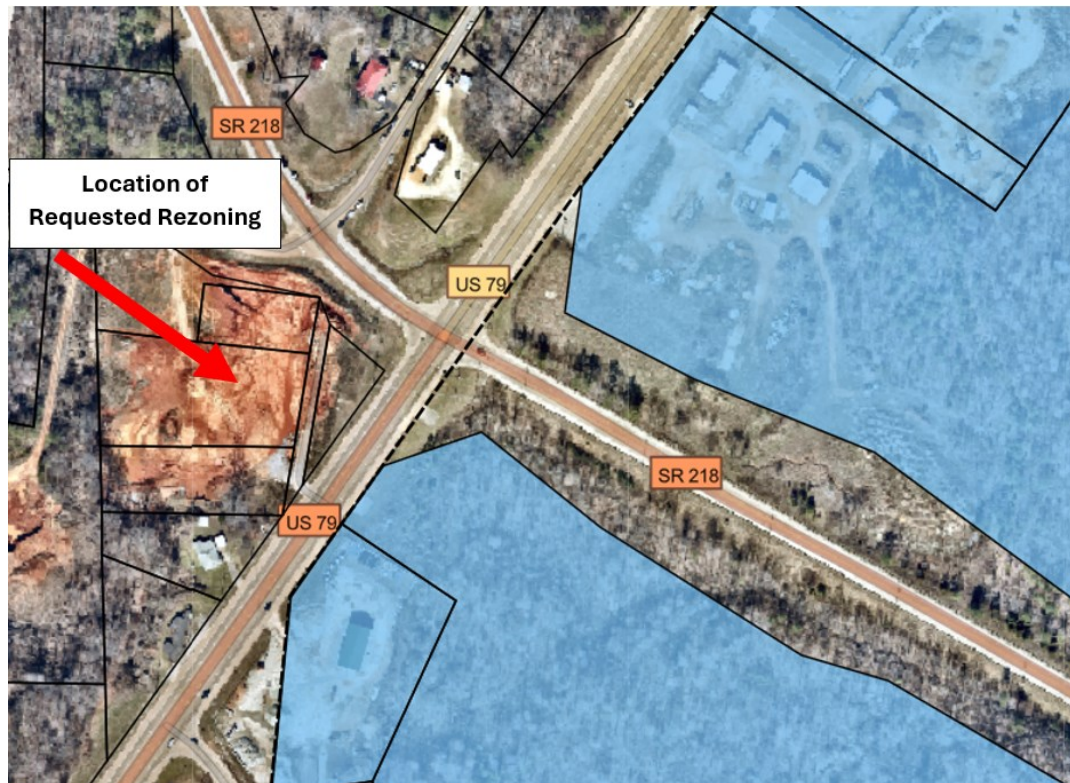 SR 218
Location of
Requested Rezoning
US 79
SR 218
US 79